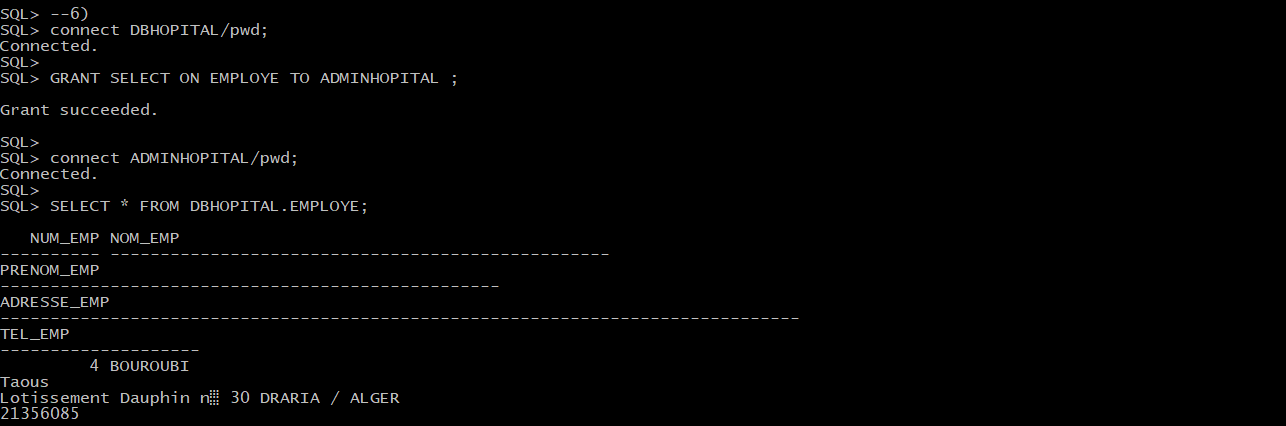 SQL> --6)
SQL> connect DBHOPITAL/pwd;
Connected.
SQL>
SQL> GRANT SELECT ON EMPLOYE TO ADMINHOPITAL ;
Grant succeeded.
SQL>
SQL> connect ADMINHOPITAL/pwd;
Connected.
SQL>
SQL> SELECT * FROM DBHOPITAL.EMPLOYE;
   NUM_EMP NOM_EMP
---------- --------------------------------------------------
PRENOM_EMP
--------------------------------------------------
ADRESSE_EMP
--------------------------------------------------------------------------------
TEL_EMP
--------------------
         4 BOUROUBI
Taous
Lotissement Dauphin n▒ 30 DRARIA / ALGER
21356085